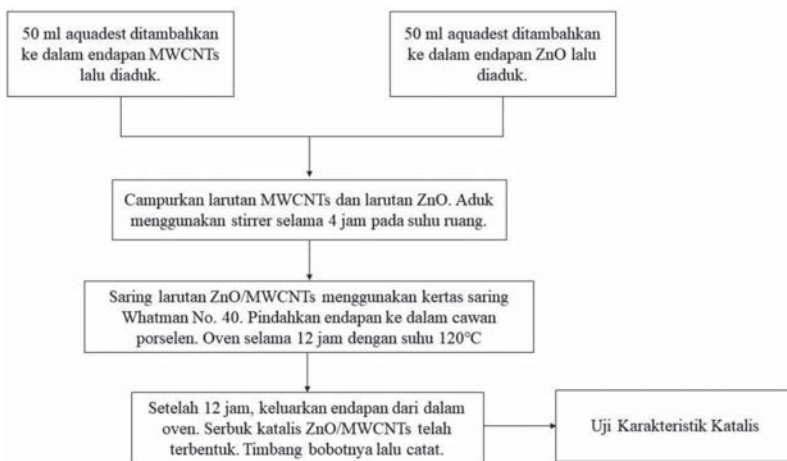 50 ml aquadest ditambahkan
ke dalam endapan MWCNTs
lalu diaduk.
50 ml aquadest ditambahkan
ke dalam endapan ZnO lalu
diaduk.
Campurkan larutan MWCNTs dan larutan ZnO. Aduk
menggunakan stirrer selama 4 jam pada suhu ruang.
Saring larutan ZnO/MWCNTs menggunakan kertas saring
Whatman No. 40. Pindahkan endapan ke dalam cawan
porselen. Oven selama 12 jam dengan suhu 120°C
Setelah 12 jam, keluarkan endapan dari dalam
oven. Serbuk katalis ZnO/MWCNTs telah
terbentuk. Timbang bobotnya lalu catat.
Uji Karakteristik Katalis